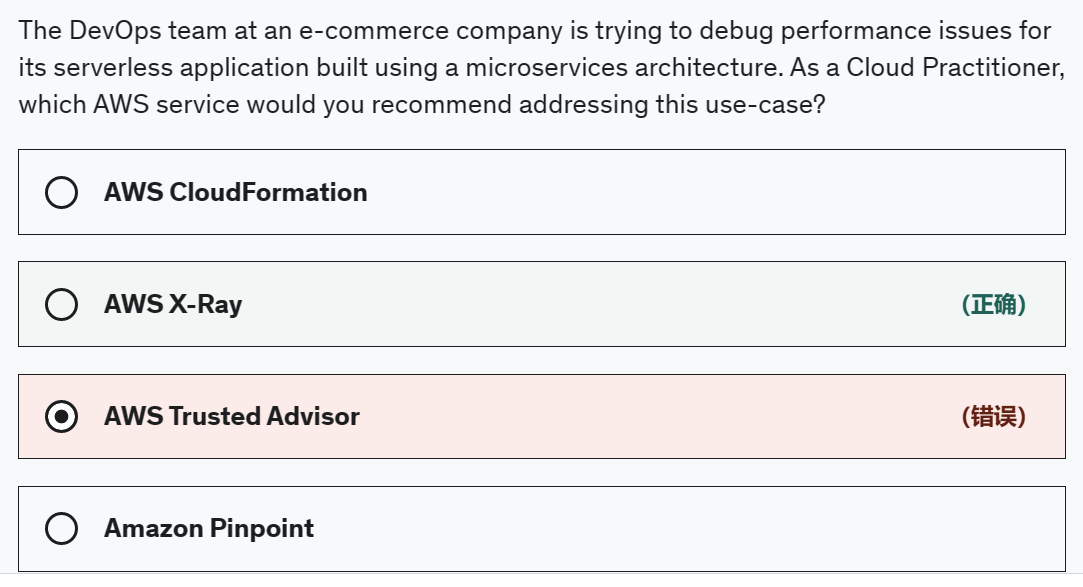 The DevOps team at an e-commerce company is trying to debug performance issues for
its serverless application built using a microservices architecture. As a Cloud Practitioner,
which AWS service would you recommend addressing this use-case?
AWS CloudFormation
AWS X-Ray (正确)
AWS Trusted Advisor (错误)
Amazon Pinpoint